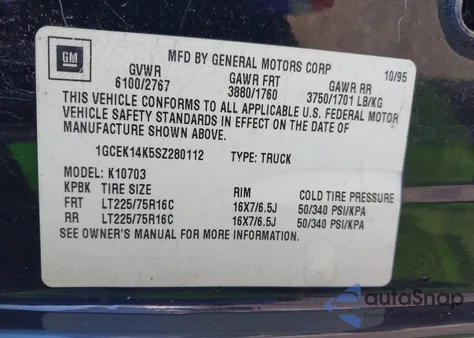 GM
MFD BY GENERAL MOTORS CORP 10/95
GVWR GAWR FRT GAWR RR
6100/2767 3880/1760 3750/1701 LB/KG
THIS VEHICLE CONFORMS TO ALL APPLICABLE U.S. FEDERAL MOTOR
VEHICLE SAFETY STANDARDS IN EFFECT ON THE DATE OF
MANUFACTURE SHOWN ABOVE.
1GCEK14K5SZ280112 TYPE: TRUCK
MODEL: K10703
KPBK TIRE SIZE RIM COLD TIRE PRESSURE
FRT LT225/75R16C 16X7/6.5J 50/340 PSI/KPA
RR LT225/75R16C 16X7/6.5J 50/340 PSI/KPA
SEE OWNER'S MANUAL FOR MORE INFORMATION.
autoSnap